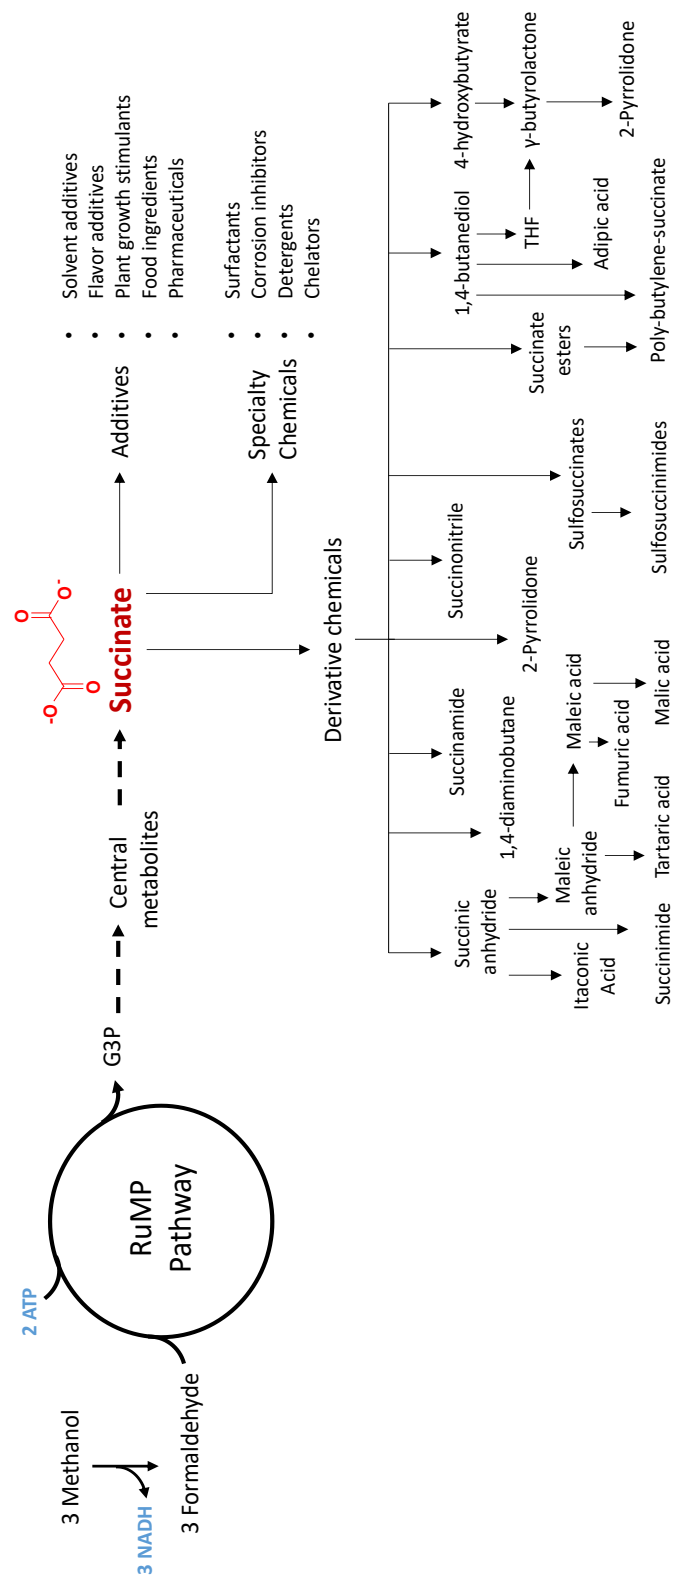 3 Methanol
3 NADH
3 Formaldehyde
2 ATP
RuMP
Pathway
G3P
Central
metabolites
O
O-
-O
O
Succinate
Additives
• Solvent additives
• Flavor additives
• Plant growth stimulants
• Food ingredients
• Pharmaceuticals
Specialty
Chemicals
• Surfactants
• Corrosion inhibitors
• Detergents
• Chelators
Derivative chemicals
Succinic
anhydride
Itaconic
Acid
Succinimide
Maleic
anhydride
Tartaric acid
Maleic acid
Fumuric acid
Malic acid
1,4-diaminobutane
Succinamide
2-Pyrrolidone
Succinonitrile
Sulfosuccinates
Sulfosuccinimides
Succinate
esters
Poly-butylene-succinate
1,4-butanediol
THF
Adipic acid
4-hydroxybutyrate
γ-butyrolactone
2-Pyrrolidone